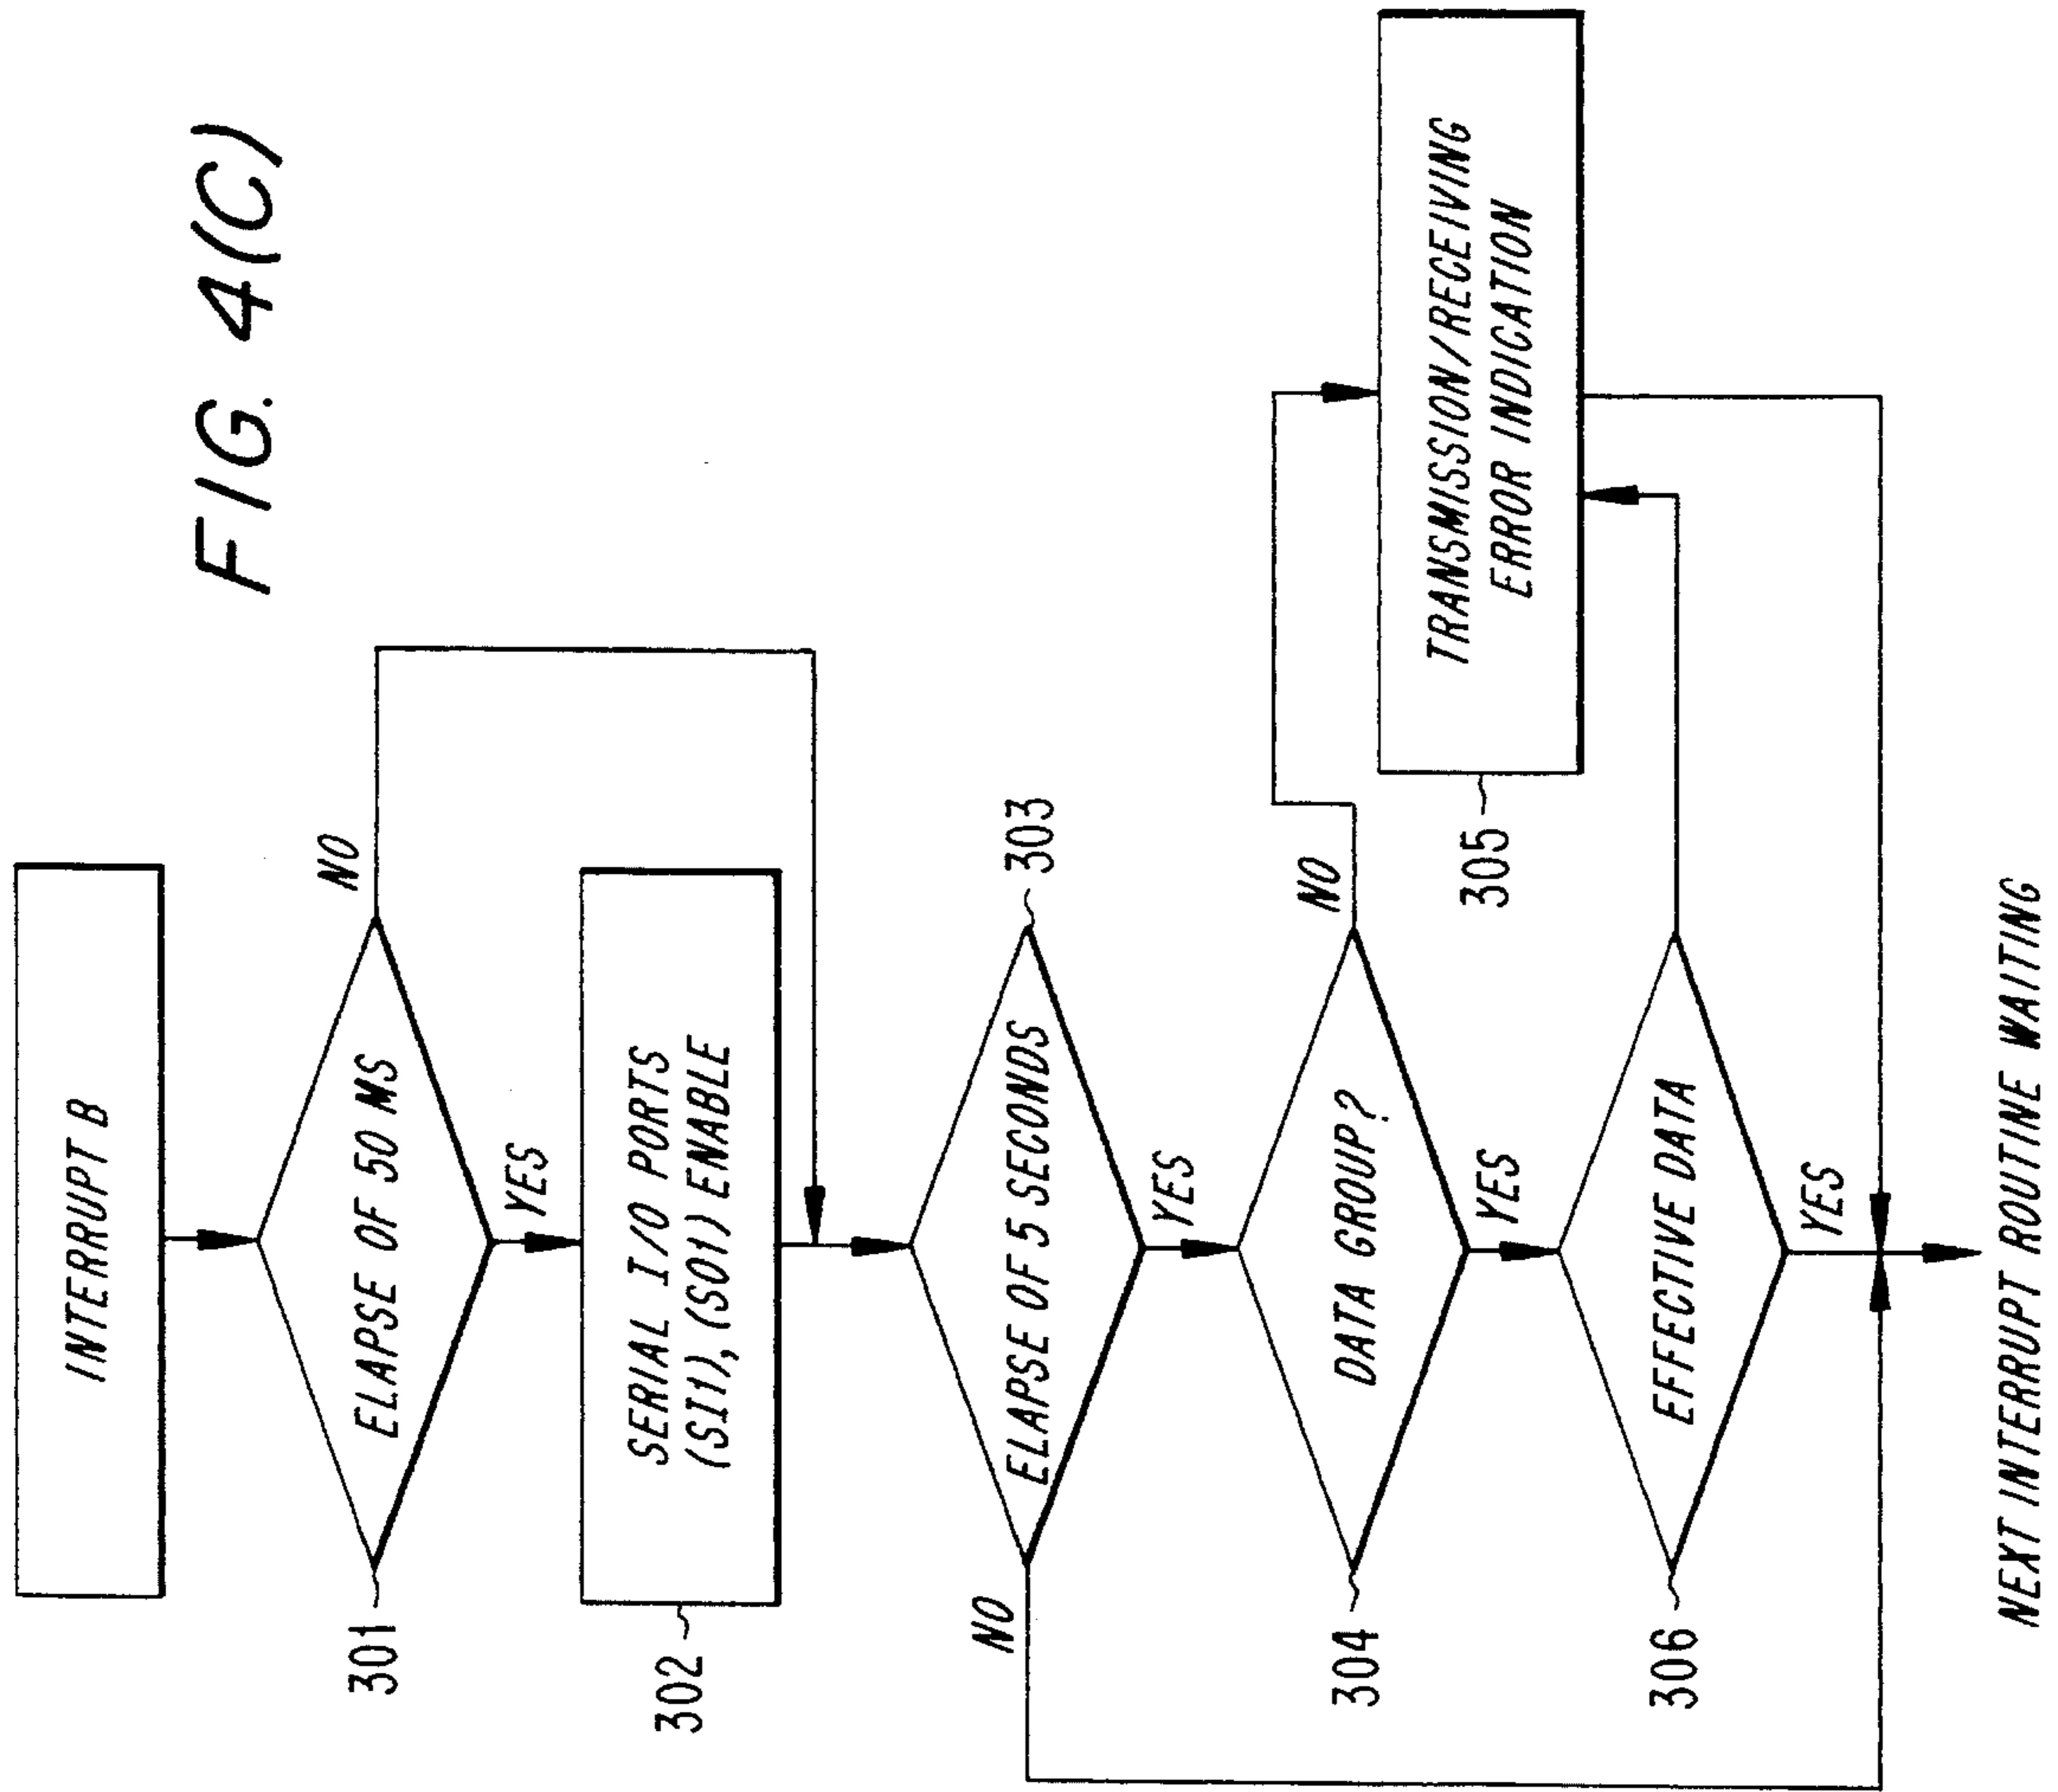 FIG. 4(C)
INTERRUPT B
301
ELAPSE OF 50 MS
NO
YES
302
SERIAL I/O PORTS
(SI1), (SO1) ENABLE
303
ELAPSE OF 5 SECONDS
NO
YES
304
DATA GROUP?
NO
YES
305
TRANSMISSION/RECEIVING
ERROR INDICATION
306
EFFECTIVE DATA
YES
NEXT INTERRUPT ROUTINE WAITING